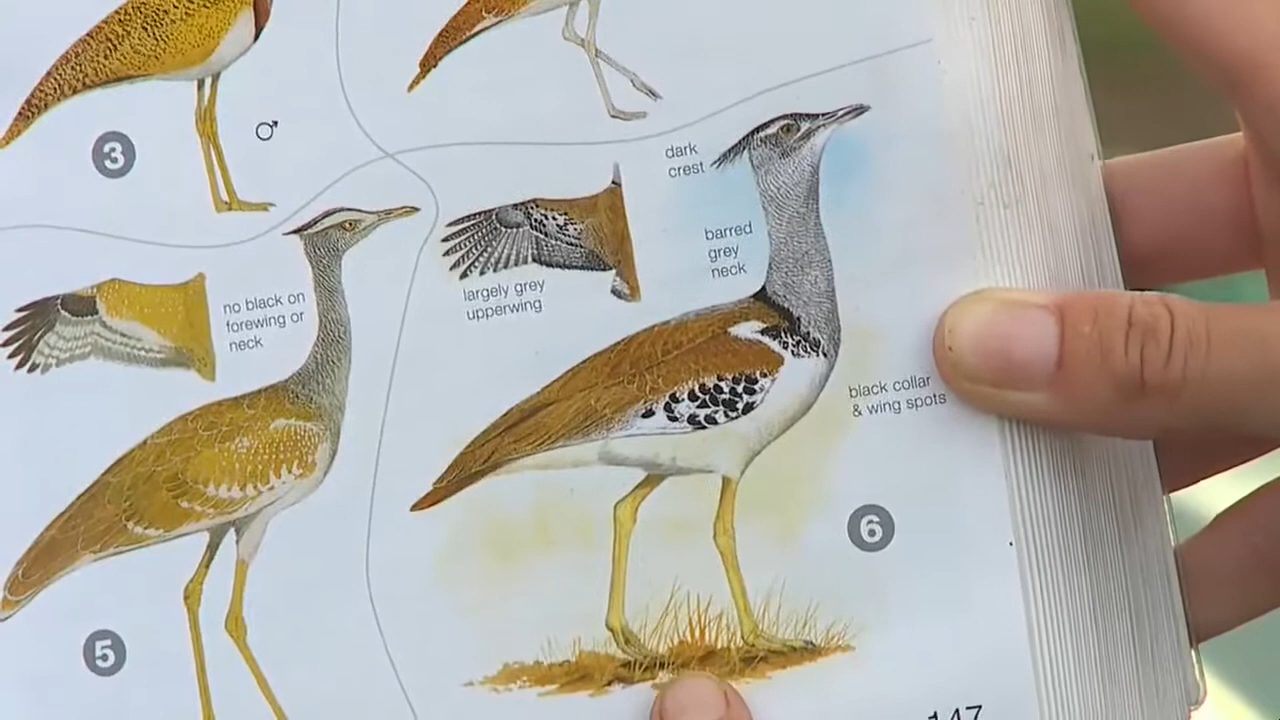 3
♂
dark
crest
barred
grey
neck
largely grey
upperwing
no black on
forewing or
neck
black collar
& wing spots
6
5
147